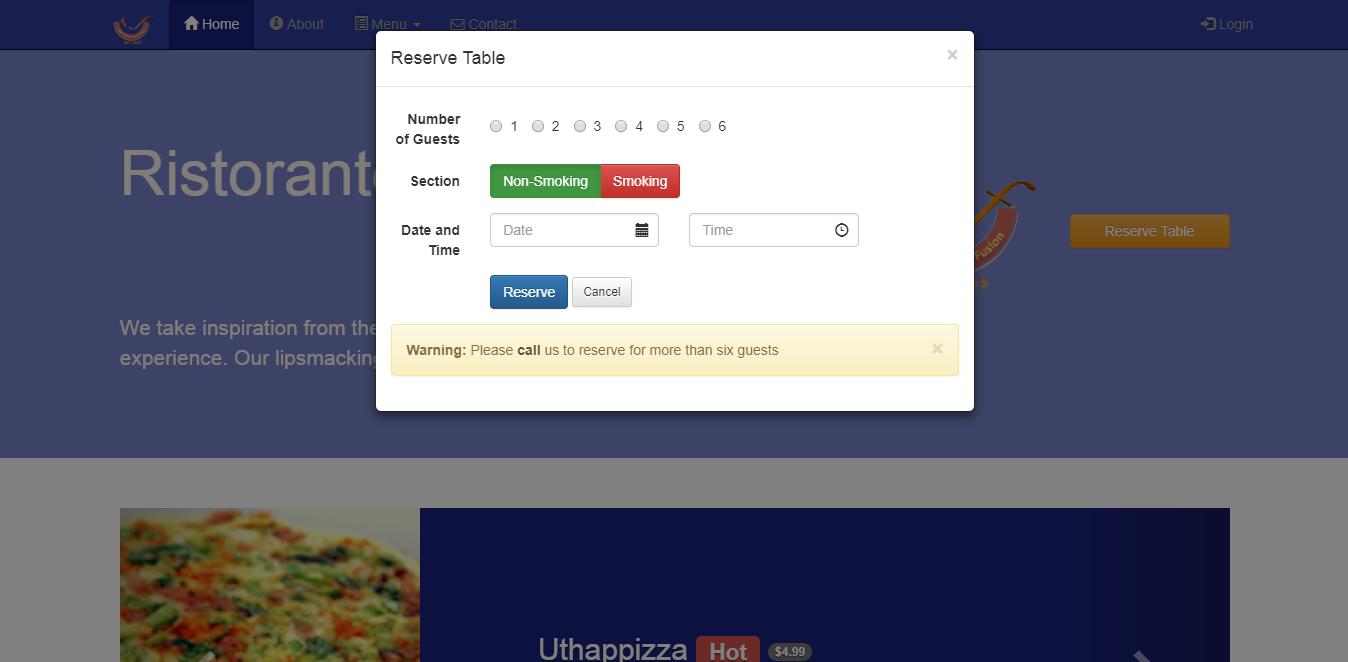 Home About Menu Contact Login
Reserve Table ×
Number of Guests
1 2 3 4 5 6
Section Non-Smoking Smoking
Date and Time
Date Time
Reserve Cancel
Warning: Please call us to reserve for more than six guests ×
Ristorant
Fusion
Reserve Table
We take inspiration from the
experience. Our lipsmacking
Uthappizza Hot $4.99